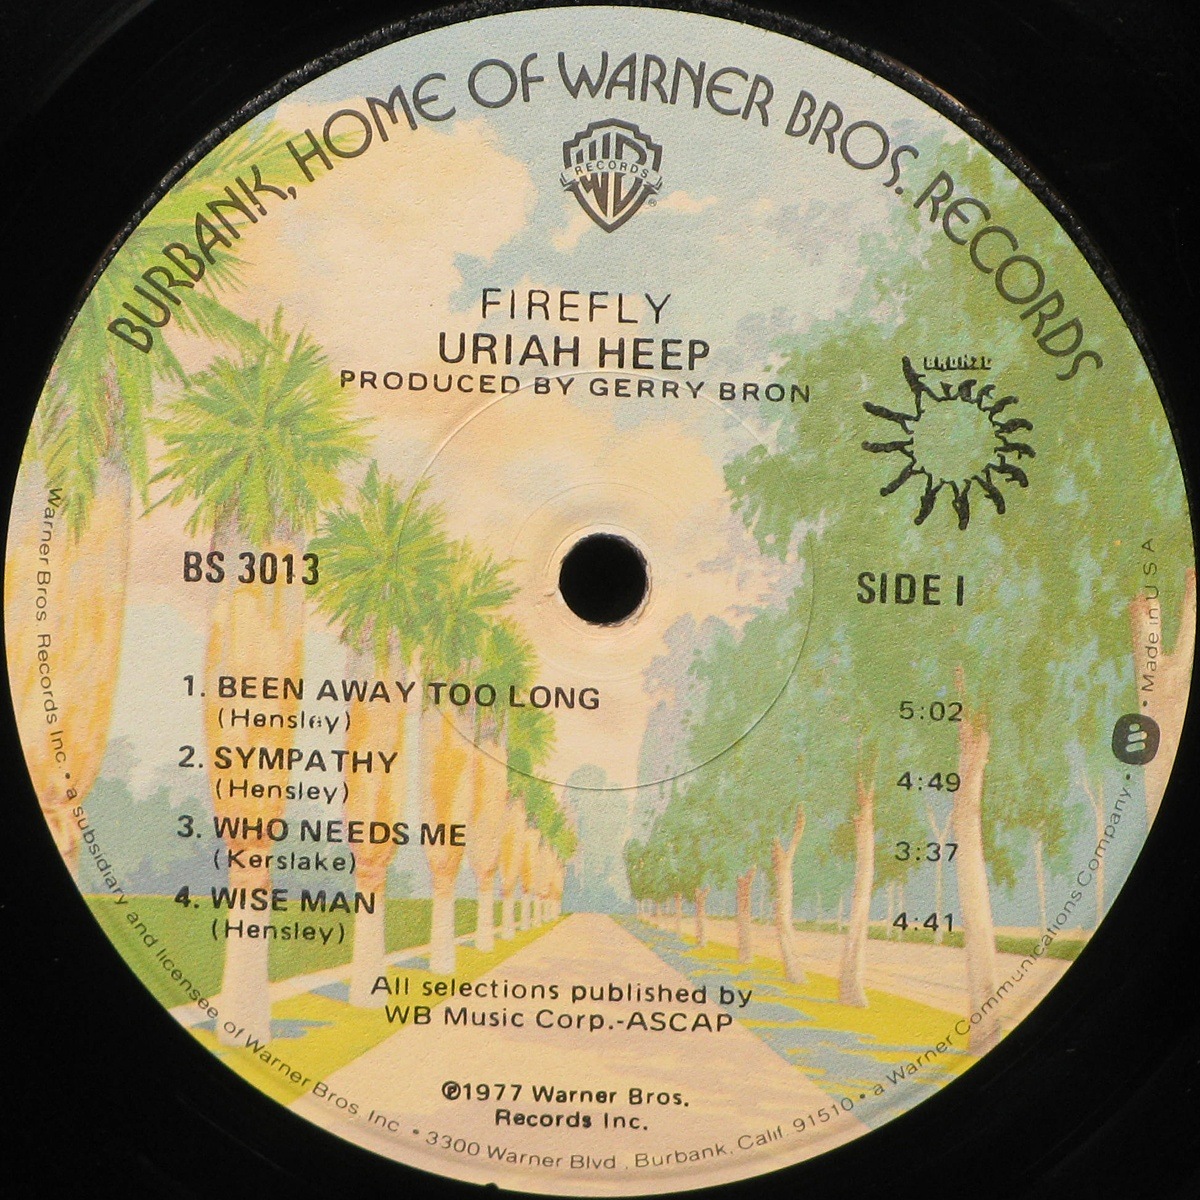 BURBANK, HOME OF WARNER BROS. RECORDS
WB
RECORDS
®
FIREFLY
URIAH HEEP
PRODUCED BY GERRY BRON
BRONZE
BS 3013
SIDE I
1. BEEN AWAY TOO LONG 5:02
(Hensley)
2. SYMPATHY 4:49
(Hensley)
3. WHO NEEDS ME 3:37
(Kerslake)
4. WISE MAN 4:41
(Hensley)
All selections published by
WB Music Corp.-ASCAP
℗1977 Warner Bros.
Records Inc.
Warner Bros. Records Inc. • a subsidiary and licensee of Warner Bros. Inc. • 3300 Warner Blvd., Burbank, Calif. 91510 • a Warner Communications Company • Made in U S A